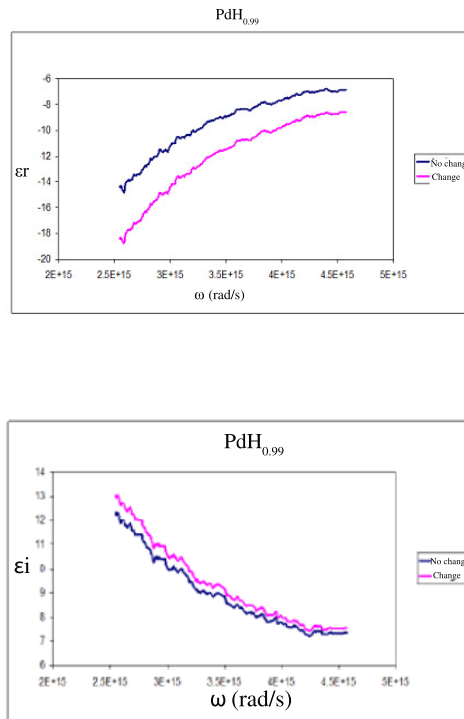 PdH0.99
-6
-8
-10
-12
-14
-16
-18
-20
εr
2E+15 2.5E+15 3E+15 3.5E+15 4E+15 4.5E+15 5E+15
ω (rad/s)
No chang
Change
PdH0.99
14
13
12
11
10
9
8
7
6
εi
2E+15 2.5E+15 3E+15 3.5E+15 4E+15 4.5E+15 5E+15
ω (rad/s)
No chang
Change